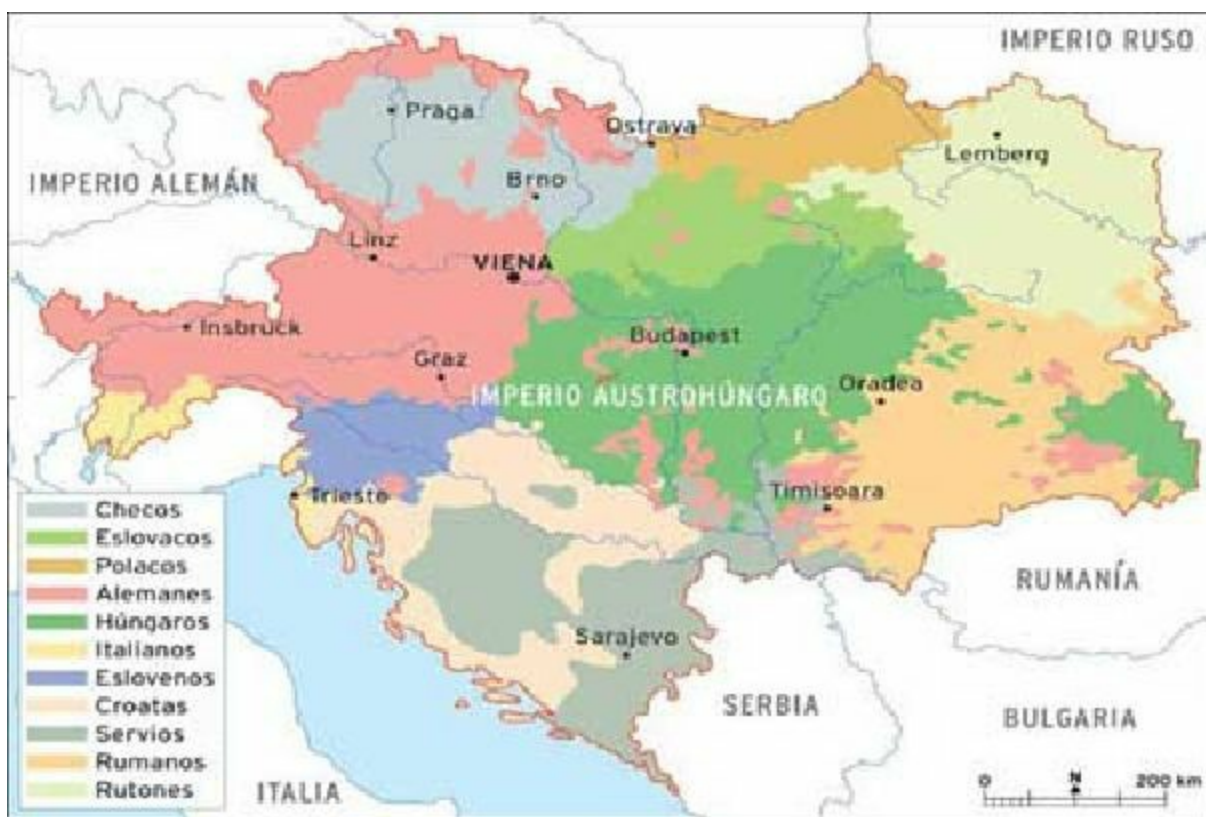 IMPERIO RUSO
Praga
Ostrava
Lemberg
IMPERIO ALEMÁN
Brno
Linz
VIENA
Insbruck
Budapest
Graz
IMPERIO AUSTROHÚNGARO
Oradea
Trieste
Timisoara
Checos
Eslovacos
Polacos
Alemanes
Húngaros
Italianos
Eslovenos
Croatas
Servios
Rumanos
Rutones
RUMANÍA
Sarajevo
SERBIA
BULGARIA
ITALIA
0 N 200 km